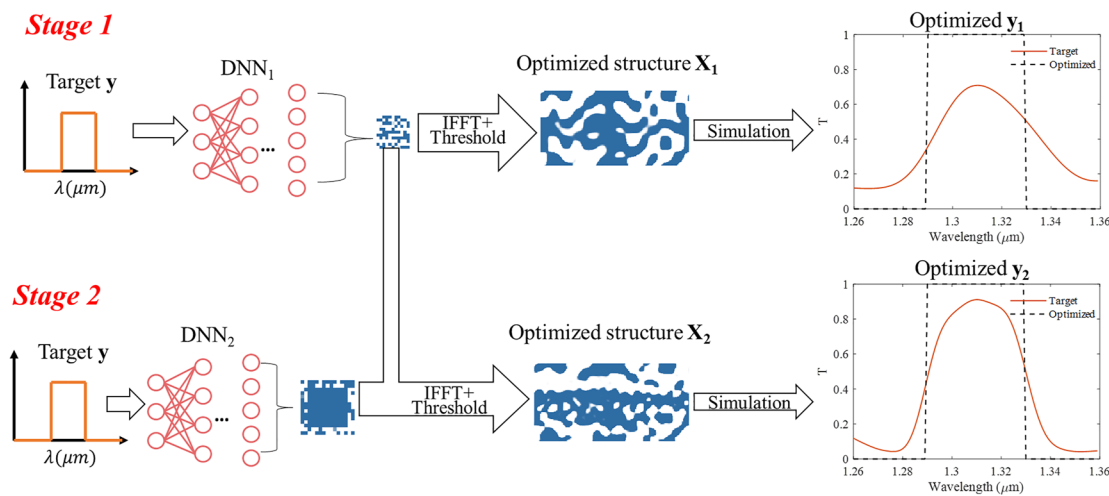 Stage 1
Target y
λ(μm)
DNN1
IFFT+
Threshold
Optimized structure X1
Simulation
Optimized y1
Target
Optimized
T
1
0.8
0.6
0.4
0.2
0
1.26 1.28 1.3 1.32 1.34 1.36
Wavelength (μm)
Stage 2
Target y
λ(μm)
DNN2
...
IFFT+
Threshold
Optimized structure X2
Simulation
Optimized y2
Target
Optimized
T
1
0.8
0.6
0.4
0.2
0
1.26 1.28 1.3 1.32 1.34 1.36
Wavelength (μm)